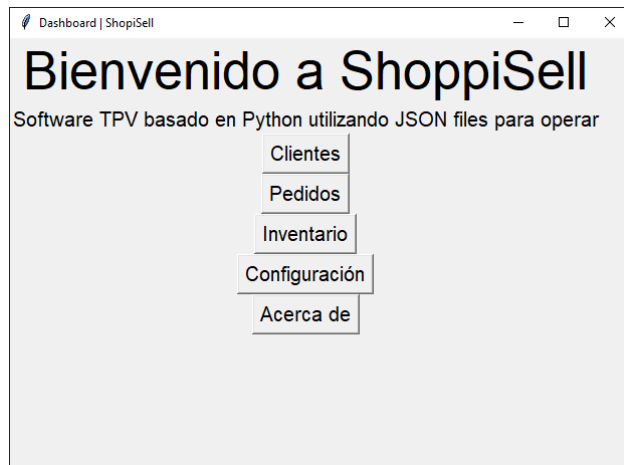 Dashboard | ShopiSell
Bienvenido a ShoppiSell
Software TPV basado en Python utilizando JSON files para operar
Clientes
Pedidos
Inventario
Configuración
Acerca de